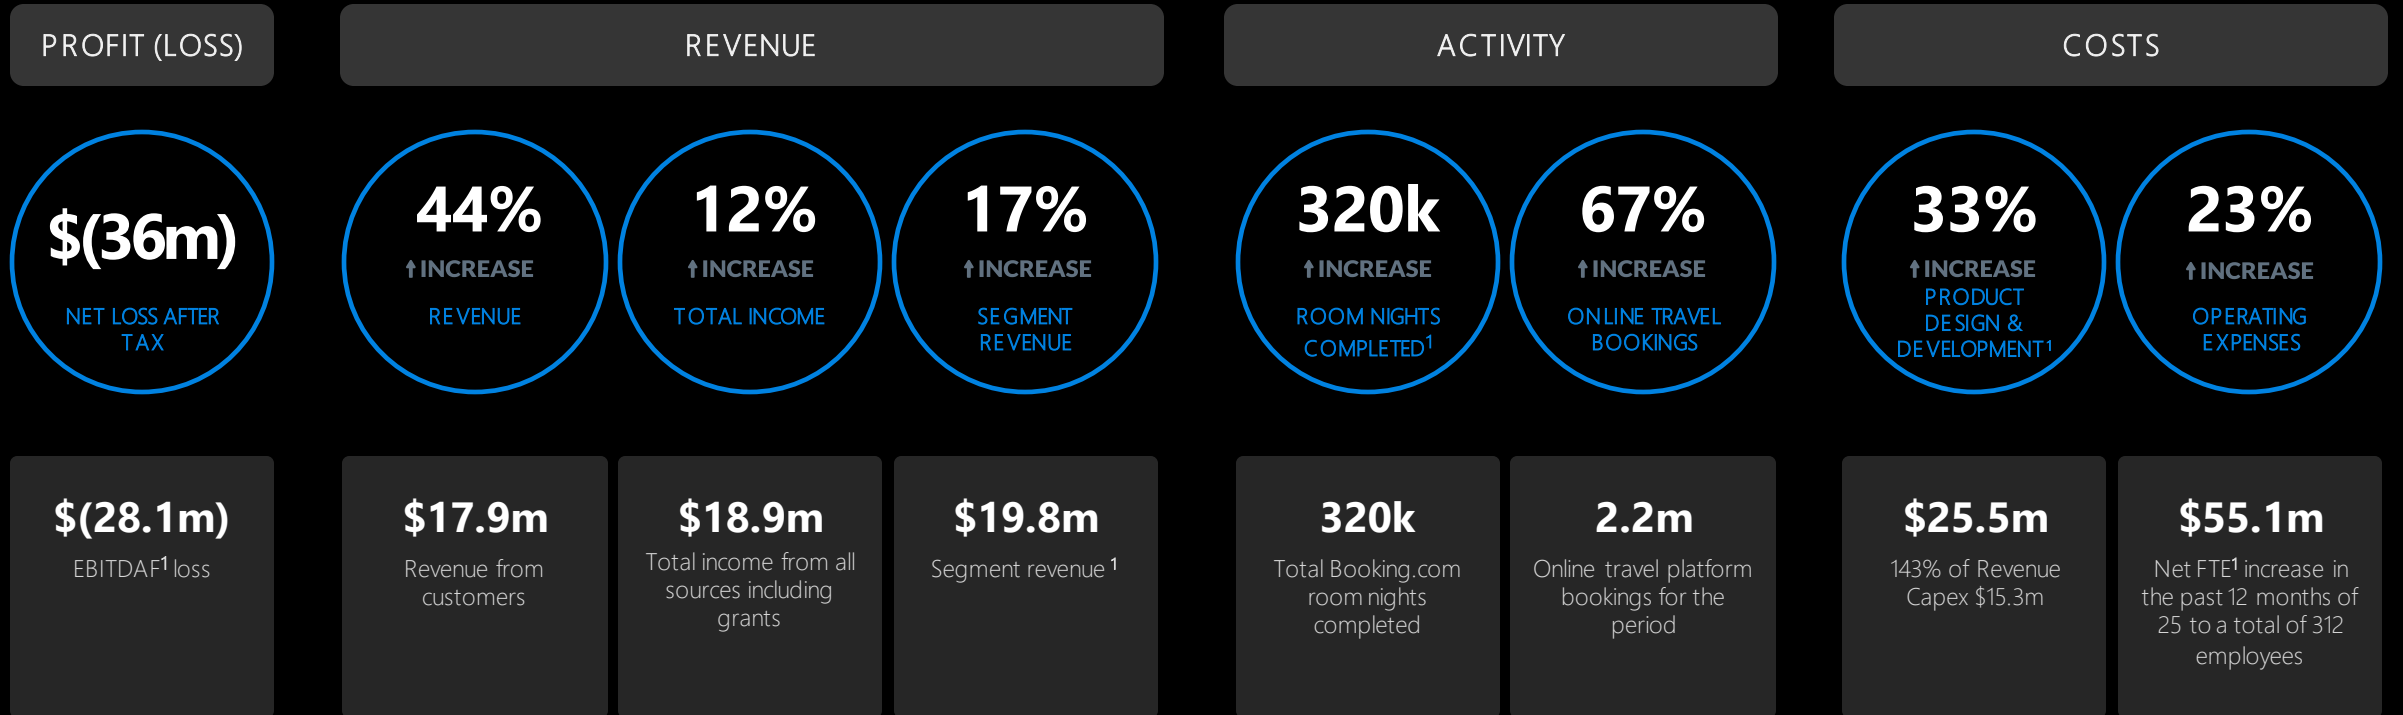 PROFIT (LOSS)
REVENUE
ACTIVITY
COSTS
$(36m)
NET LOSS AFTER
TAX
44%
INCREASE
REVENUE
12%
INCREASE
TOTAL INCOME
17%
INCREASE
SEGMENT
REVENUE
320k
INCREASE
ROOM NIGHTS
COMPLETED¹
67%
INCREASE
ONLINE TRAVEL
BOOKINGS
33%
INCREASE
PRODUCT
DESIGN &
DEVELOPMENT¹
23%
INCREASE
OPERATING
EXPENSES
$(28.1m)
EBITDAF¹ loss
$17.9m
Revenue from
customers
$18.9m
Total income from all
sources including
grants
$19.8m
Segment revenue ¹
320k
Total Booking.com
room nights
completed
2.2m
Online travel platform
bookings for the
period
$25.5m
143% of Revenue
Capex $15.3m
$55.1m
Net FTE¹ increase in
the past 12 months of
25 to a total of 312
employees